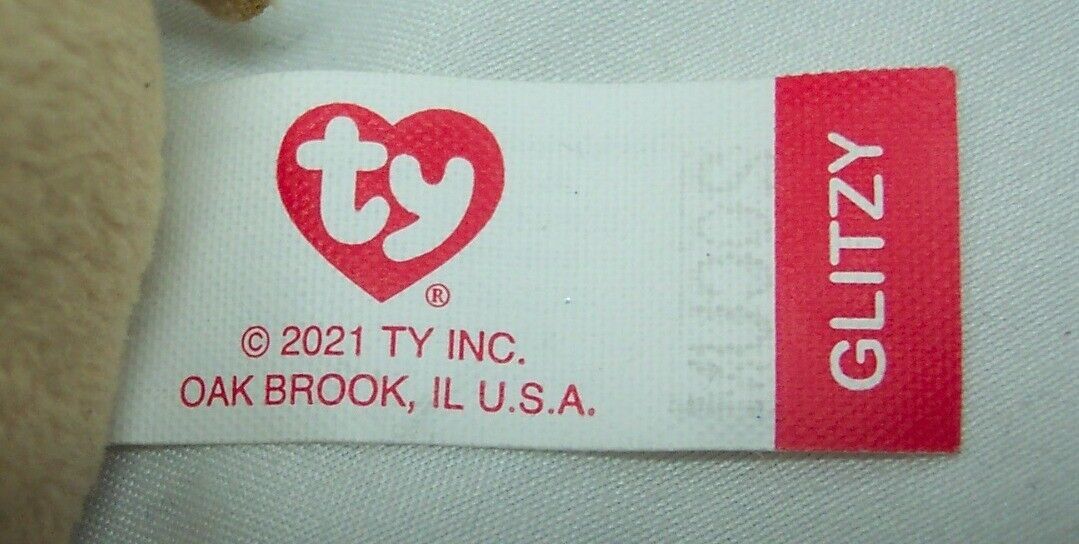 ty
®
© 2021 TY INC.
OAK BROOK, IL U.S.A.
GLITZY